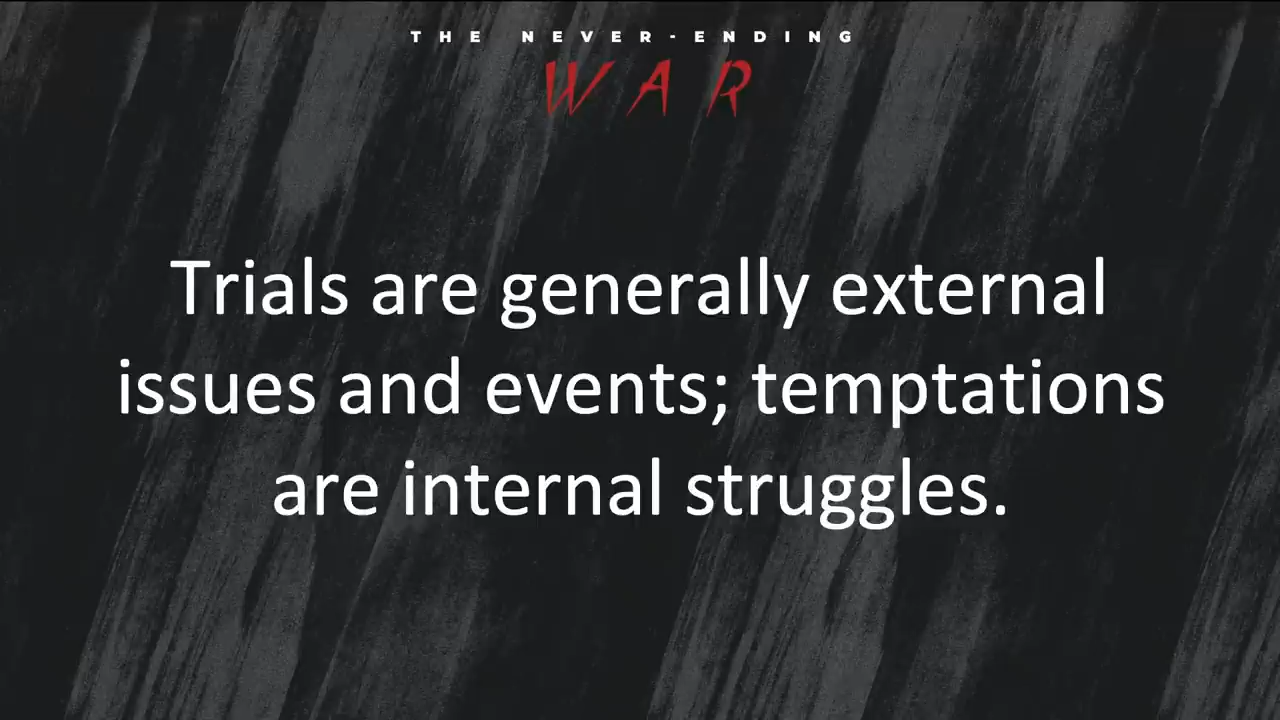 THE NEVER-ENDING
WAR
Trials are generally external
issues and events; temptations
are internal struggles.